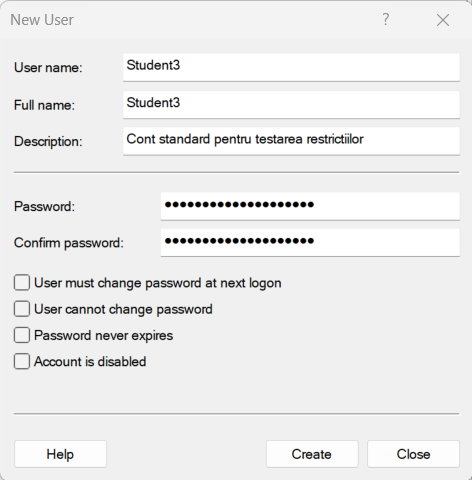 New User
?
User name: Student3
Full name: Student3
Description: Cont standard pentru testarea restrictiilor
Password: ●●●●●●●●●●●●●●●●●●●●
Confirm password: ●●●●●●●●●●●●●●●●●●●●
User must change password at next logon
User cannot change password
Password never expires
Account is disabled
Help Create Close